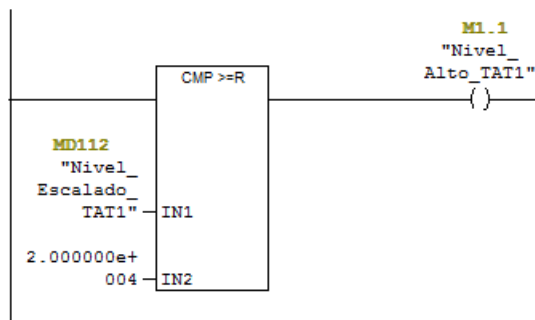 M1.1
"Nivel_
Alto_TAT1"
( )
CMP >=R
MD112
"Nivel_
Escalado_
TAT1"
IN1
2.000000e+
004
IN2